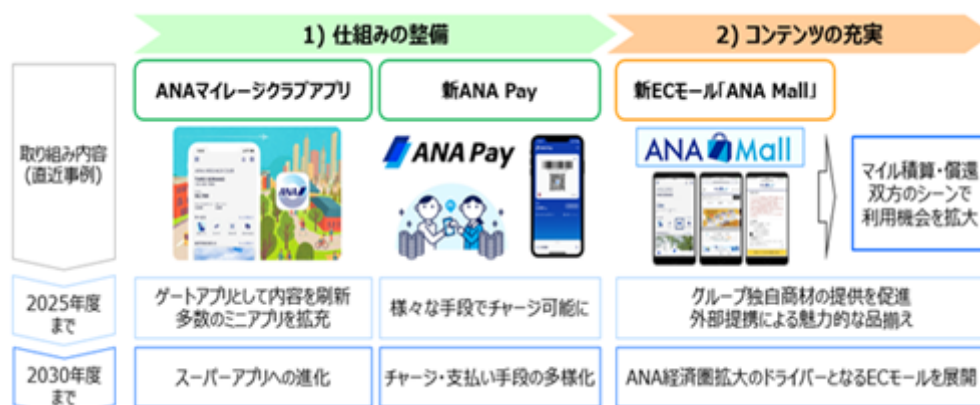 1) 仕組みの整備
2) コンテンツの充実
ANAマイレージクラブアプリ
新ANA Pay
新ECモール「ANA Mall」
取り組み内容
(直近事例)
ANA
ANA Pay
ANA Mall
マイル積算・償還
双方のシーンで
利用機会を拡大
2025年度
まで
ゲートアプリとして内容を刷新
多数のミニアプリを拡充
様々な手段でチャージ可能に
グループ独自商材の提供を促進
外部提携による魅力的な品揃え
2030年度
まで
スーパーアプリへの進化
チャージ・支払い手段の多様化
ANA経済圏拡大のドライバーとなるECモールを展開